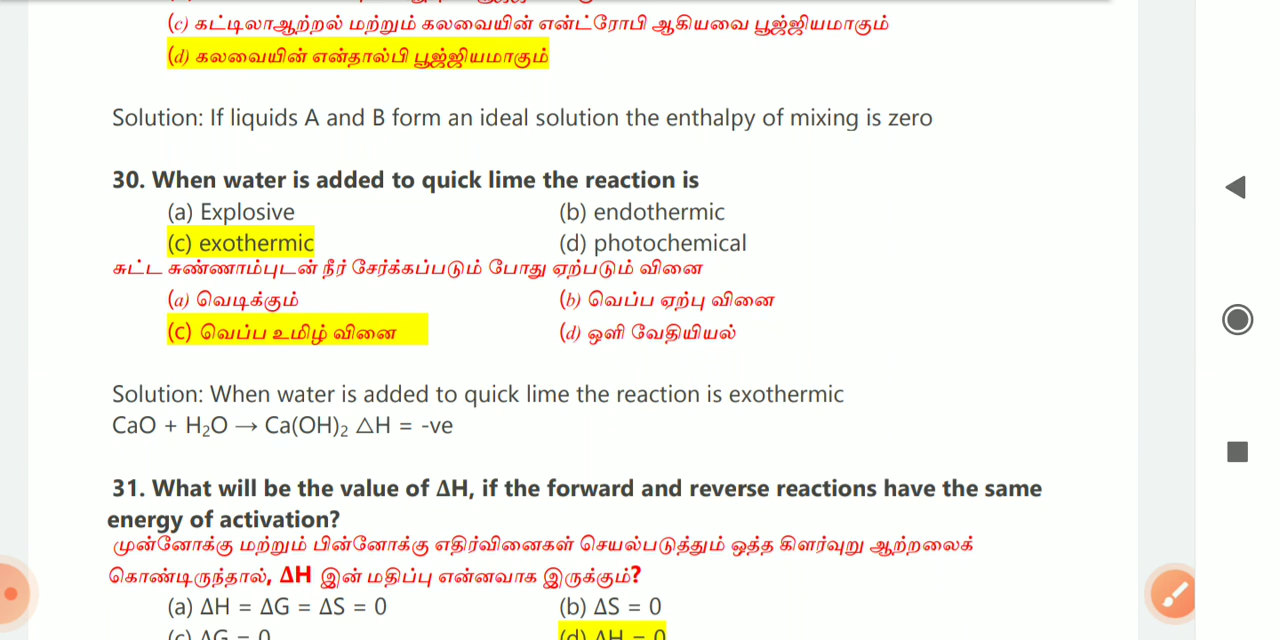 (c) கட்டிலாஆற்றல் மற்றும் கலவையின் என்ட்ரோபி ஆகியவை பூஜ்ஜியமாகும்
(d) கலவையின் என்தால்பி பூஜ்ஜியமாகும்
Solution: If liquids A and B form an ideal solution the enthalpy of mixing is zero
30. When water is added to quick lime the reaction is
(a) Explosive (b) endothermic
(c) exothermic (d) photochemical
சுட்ட சுண்ணாம்புடன் நீர் சேர்க்கப்படும் போது ஏற்படும் வினை
(a) வெடிக்கும் (b) வெப்ப ஏற்பு வினை
(C) வெப்ப உமிழ் வினை (d) ஒளி வேதியியல்
Solution: When water is added to quick lime the reaction is exothermic
CaO + H₂O → Ca(OH)₂ △H = -ve
31. What will be the value of ΔH, if the forward and reverse reactions have the same
energy of activation?
முன்னோக்கு மற்றும் பின்னோக்கு எதிர்வினைகள் செயல்படுத்தும் ஒத்த கிளர்வுறு ஆற்றலைக்
கொண்டிருந்தால், ΔH இன் மதிப்பு என்னவாக இருக்கும்?
(a) ΔH = ΔG = ΔS = 0 (b) ΔS = 0
(c) ΔG = 0 (d) ΔH = 0